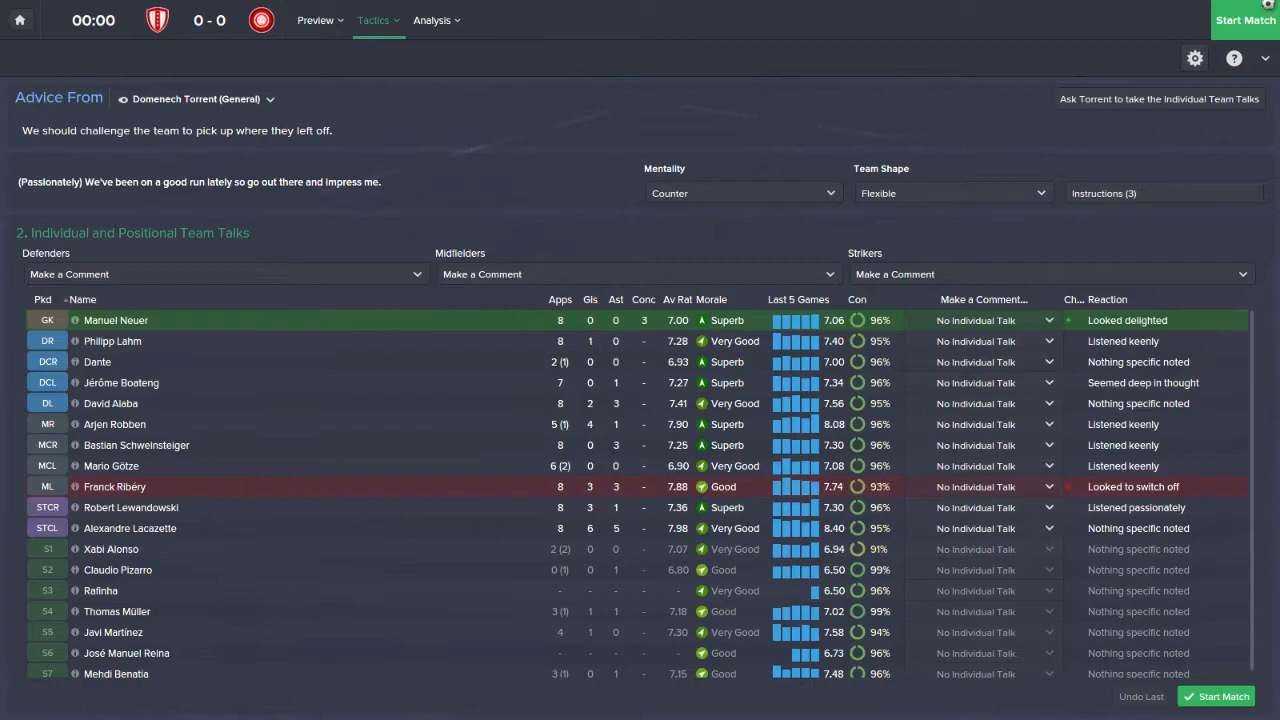 00:00 0 - 0 Preview Tactics Analysis Start Match
Advice From Domenech Torrent (General) Ask Torrent to take the Individual Team Talks
We should challenge the team to pick up where they left off.
Mentality Team Shape
(Passionately) We've been on a good run lately so go out there and impress me. Counter Flexible Instructions (3)
2. Individual and Positional Team Talks
Defenders Midfielders Strikers
Make a Comment Make a Comment Make a Comment
Pkd Name Apps Gls Ast Conc Av Rat Morale Last 5 Games Con Make a Comment... Ch... Reaction
GK Manuel Neuer 8 0 0 3 7.00 Superb 7.06 96% No Individual Talk Looked delighted
DR Philipp Lahm 8 1 0 - 7.28 Very Good 7.40 95% No Individual Talk Listened keenly
DCR Dante 2 (1) 0 0 - 6.93 Superb 7.00 96% No Individual Talk Nothing specific noted
DCL Jérôme Boateng 7 0 1 - 7.27 Superb 7.34 96% No Individual Talk Seemed deep in thought
DL David Alaba 8 2 3 - 7.41 Very Good 7.56 95% No Individual Talk Nothing specific noted
MR Arjen Robben 5 (1) 4 1 - 7.90 Superb 8.08 96% No Individual Talk Listened keenly
MCR Bastian Schweinsteiger 8 0 3 - 7.25 Superb 7.30 96% No Individual Talk Listened keenly
MCL Mario Götze 6 (2) 0 0 - 6.90 Very Good 7.08 96% No Individual Talk Listened keenly
ML Franck Ribéry 8 3 3 - 7.88 Good 7.74 93% No Individual Talk Looked to switch off
STCR Robert Lewandowski 8 3 1 - 7.36 Superb 7.30 96% No Individual Talk Listened passionately
STCL Alexandre Lacazette 8 6 5 - 7.98 Very Good 8.40 95% No Individual Talk Nothing specific noted
S1 Xabi Alonso 2 (2) 0 0 - 7.07 Very Good 6.94 91% No Individual Talk Nothing specific noted
S2 Claudio Pizarro 0 (1) 0 0 - 6.80 Good 6.50 99% No Individual Talk Nothing specific noted
S3 Rafinha - - - - - Very Good 6.50 96% No Individual Talk Nothing specific noted
S4 Thomas Müller 3 (1) 1 1 - 7.18 Good 7.02 99% No Individual Talk Nothing specific noted
S5 Javi Martínez 4 1 0 - 7.30 Very Good 7.58 94% No Individual Talk Nothing specific noted
S6 José Manuel Reina - - - - - Good 6.73 96% No Individual Talk Nothing specific noted
S7 Mehdi Benatia 3 (1) 0 1 - 7.15 Good 7.48 96% No Individual Talk Nothing specific noted
Undo Last Start Match